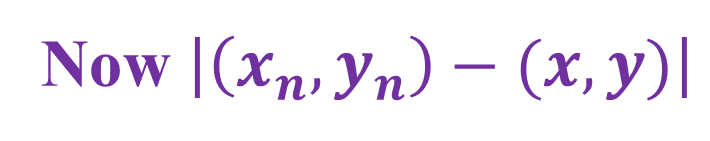 Now |(xₙ, yₙ) − (x, y)|